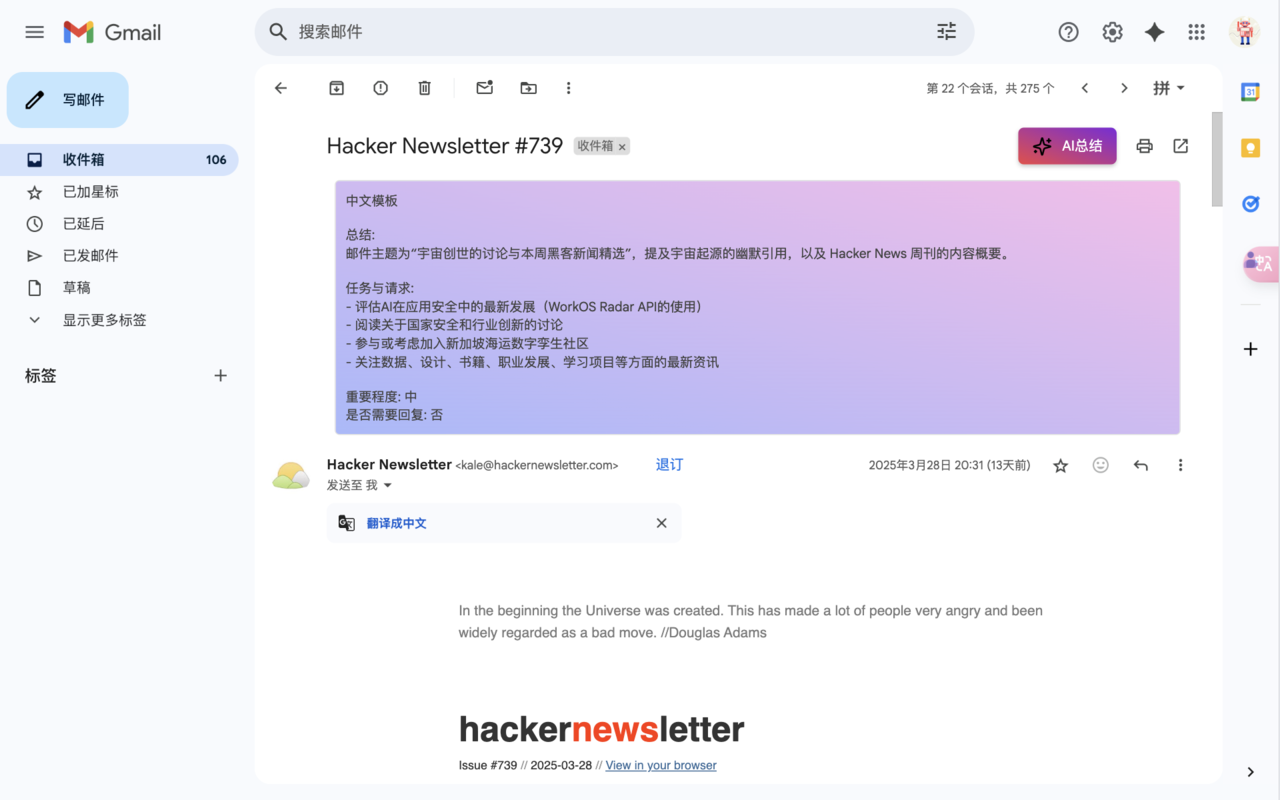 Gmail
搜索邮件
写邮件
第 22 个会话，共 275 个
拼
收件箱 106
已加星标
已延后
已发邮件
草稿
显示更多标签
标签
31
Hacker Newsletter #739 收件箱 ×
AI总结
中文模板
总结:
邮件主题为“宇宙创世的讨论与本周黑客新闻精选”，提及宇宙起源的幽默引用，以及 Hacker News 周刊的内容概要。
任务与请求:
- 评估AI在应用安全中的最新发展（WorkOS Radar API的使用）
- 阅读关于国家安全和行业创新的讨论
- 参与或考虑加入新加坡海运数字孪生社区
- 关注数据、设计、书籍、职业发展、学习项目等方面的最新资讯
重要程度: 中
是否需要回复: 否
Hacker Newsletter <kale@hackernewsletter.com> 退订
2025年3月28日 20:31 (13天前)
发送至 我
翻译成中文
In the beginning the Universe was created. This has made a lot of people very angry and been
widely regarded as a bad move. //Douglas Adams
hackernewsletter
Issue #739 // 2025-03-28 // View in your browser